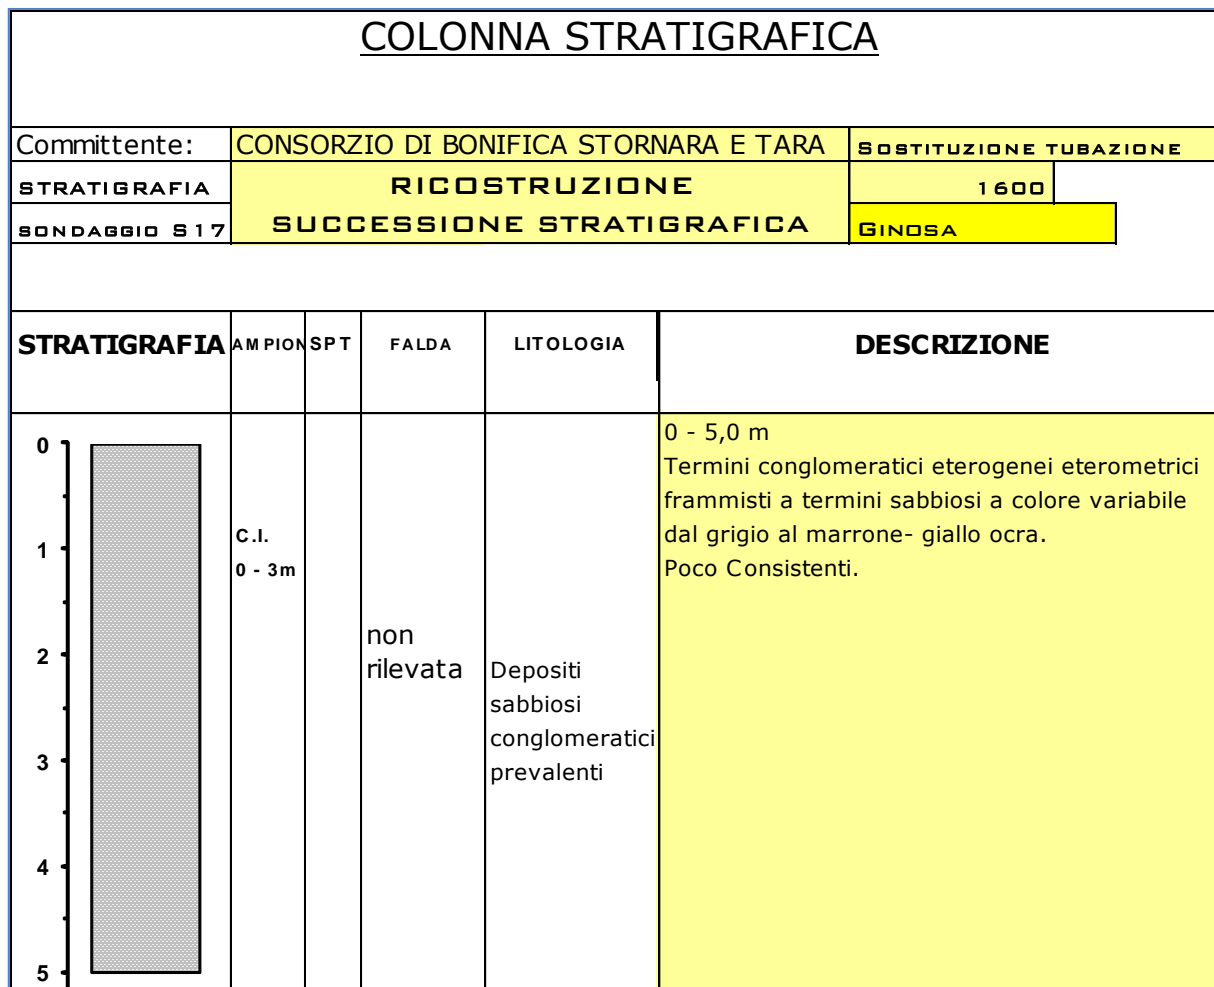 COLONNA STRATIGRAFICA
Committente: CONSORZIO DI BONIFICA STORNARA E TARA SOSTITUZIONE TUBAZIONE
STRATIGRAFIA RICOSTRUZIONE 1600
SONDAGGIO S17 SUCCESSIONE STRATIGRAFICA GINOSA
STRATIGRAFIA AMPION SPT FALDA LITOLOGIA DESCRIZIONE
0
1
2
3
4
5
C.I.
0 - 3m
non
rilevata
Depositi
sabbiosi
conglomeratici
prevalenti
0 - 5,0 m
Termini conglomeratici eterogenei eterometrici
frammisti a termini sabbiosi a colore variabile
dal grigio al marrone- giallo ocra.
Poco Consistenti.